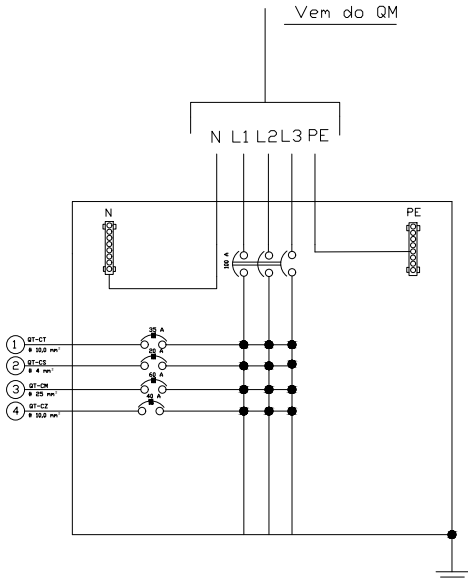 Vem do QM
N L1 L2 L3 PE
N
PE
100 A
35 A
1 QT-CT
# 10,0 mm²
20 A
2 QT-CS
# 4 mm²
60 A
3 QT-CM
# 25 mm²
40 A
4 QT-CZ
# 10,0 mm²